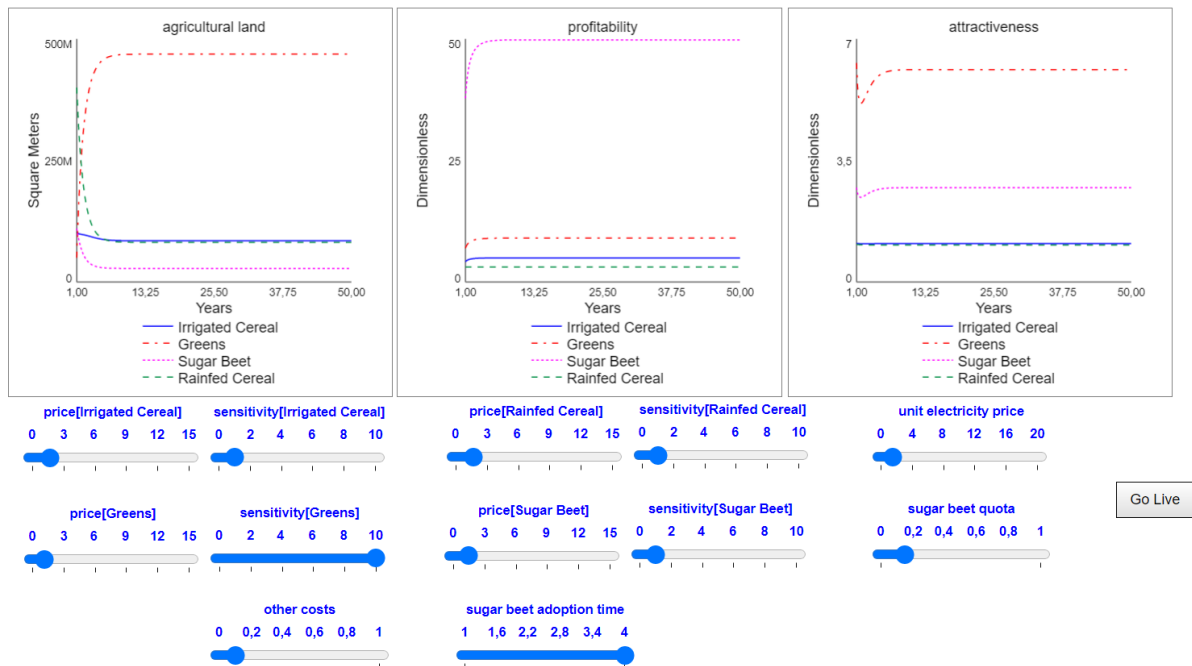 agricultural land
500M
250M
0
Square Meters
1,00 13,25 25,50 37,75 50,00
Years
Irrigated Cereal
Greens
Sugar Beet
Rainfed Cereal
profitability
50
25
0
Dimensionless
1,00 13,25 25,50 37,75 50,00
Years
Irrigated Cereal
Greens
Sugar Beet
Rainfed Cereal
attractiveness
7
3,5
0
Dimensionless
1,00 13,25 25,50 37,75 50,00
Years
Irrigated Cereal
Greens
Sugar Beet
Rainfed Cereal
price[Irrigated Cereal]
0 3 6 9 12 15
sensitivity[Irrigated Cereal]
0 2 4 6 8 10
price[Rainfed Cereal]
0 3 6 9 12 15
sensitivity[Rainfed Cereal]
0 2 4 6 8 10
unit electricity price
0 4 8 12 16 20
Go Live
price[Greens]
0 3 6 9 12 15
sensitivity[Greens]
0 2 4 6 8 10
price[Sugar Beet]
0 3 6 9 12 15
sensitivity[Sugar Beet]
0 2 4 6 8 10
sugar beet quota
0 0,2 0,4 0,6 0,8 1
other costs
0 0,2 0,4 0,6 0,8 1
sugar beet adoption time
1 1,6 2,2 2,8 3,4 4